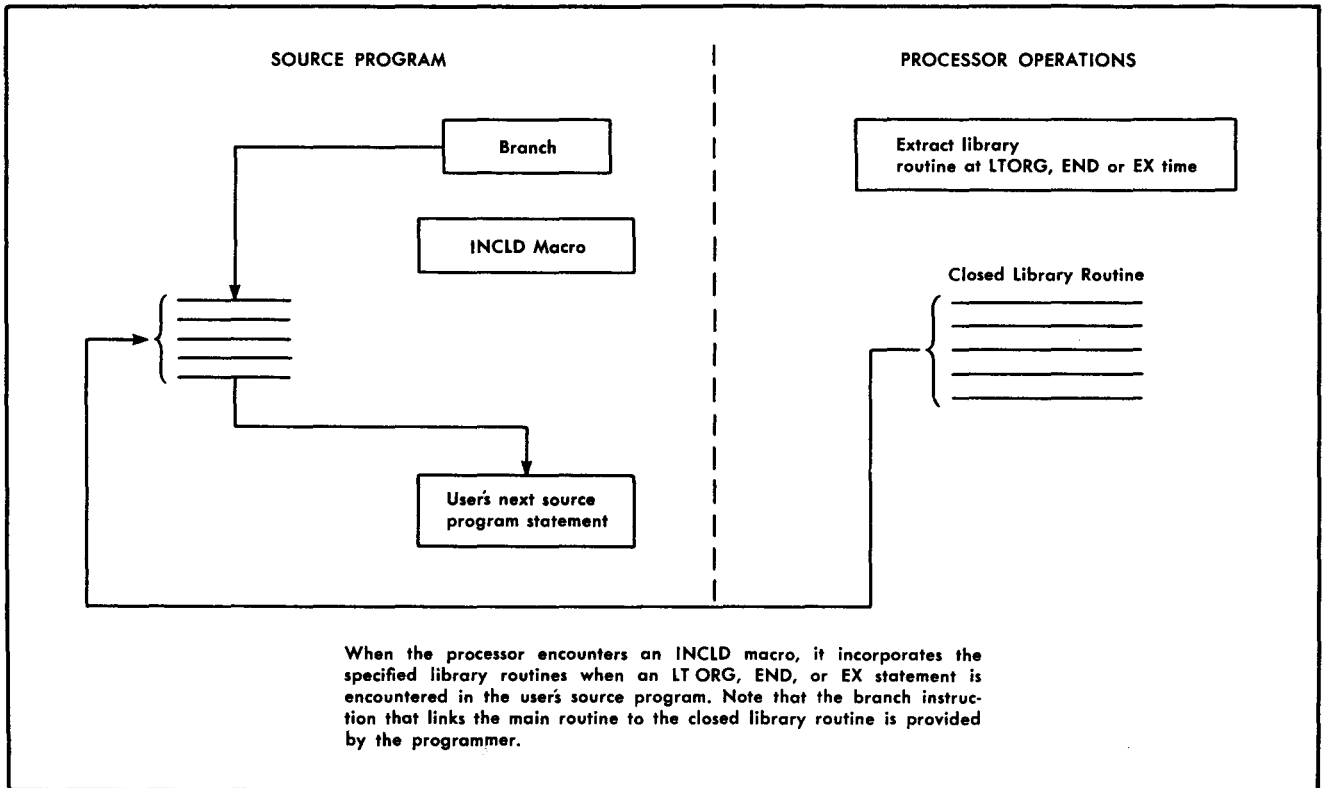 SOURCE PROGRAM
PROCESSOR OPERATIONS
Branch
Extract library
routine at LTORG, END or EX time
INCLD Macro
Closed Library Routine
User's next source
program statement
When the processor encounters an INCLD macro, it incorporates the
specified library routines when an LT ORG, END, or EX statement is
encountered in the user's source program. Note that the branch instruc-
tion that links the main routine to the closed library routine is provided
by the programmer.